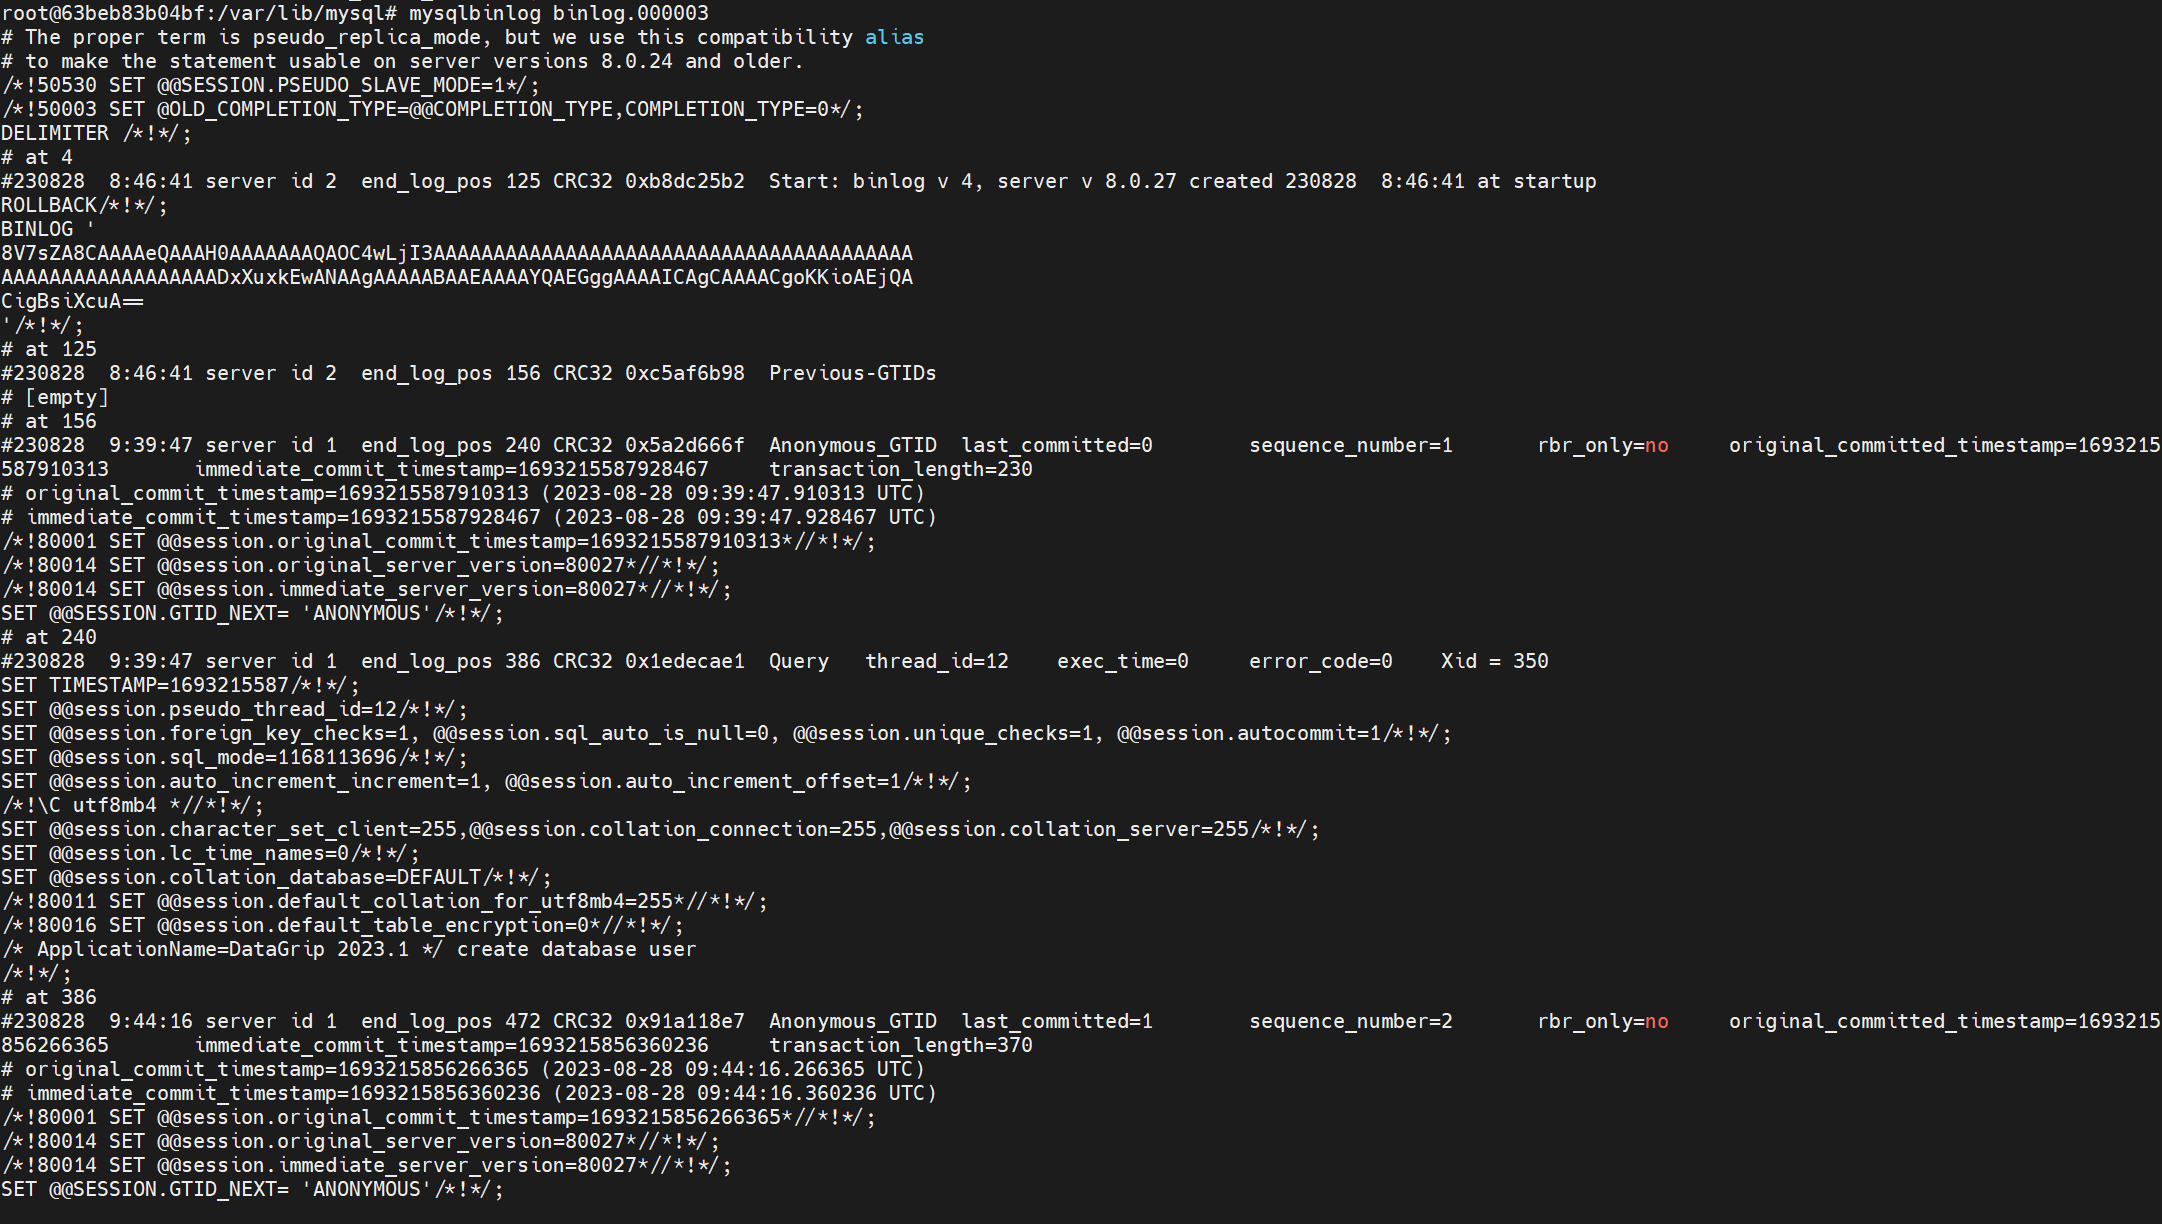 root@63beb83b04bf:/var/lib/mysql# mysqlbinlog binlog.000003
# The proper term is pseudo_replica_mode, but we use this compatibility alias
# to make the statement usable on server versions 8.0.24 and older.
/*!50530 SET @@SESSION.PSEUDO_SLAVE_MODE=1*/;
/*!50003 SET @OLD_COMPLETION_TYPE=@@COMPLETION_TYPE,COMPLETION_TYPE=0*/;
DELIMITER /*!*/;
# at 4
#230828  8:46:41 server id 2  end_log_pos 125 CRC32 0xb8dc25b2  Start: binlog v 4, server v 8.0.27 created 230828  8:46:41 at startup
ROLLBACK/*!*/;
BINLOG '
8V7sZA8CAAAAeQAAAH0AAAAAAAQAOC4wLjI3AAAAAAAAAAAAAAAAAAAAAAAAAAAAAAAAAAAAAAAA
AAAAAAAAAAAAAAAAAADxXuxkEwANAAgAAAAABAAEAAAAYQAEGggAAAAICAgCAAAACgoKKioAEjQA
CigBsiXcuA==
'/*!*/;
# at 125
#230828  8:46:41 server id 2  end_log_pos 156 CRC32 0xc5af6b98  Previous-GTIDs
# [empty]
# at 156
#230828  9:39:47 server id 1  end_log_pos 240 CRC32 0x5a2d666f  Anonymous_GTID  last_committed=0        sequence_number=1       rbr_only=no     original_committed_timestamp=1693215
587910313       immediate_commit_timestamp=1693215587928467     transaction_length=230
# original_commit_timestamp=1693215587910313 (2023-08-28 09:39:47.910313 UTC)
# immediate_commit_timestamp=1693215587928467 (2023-08-28 09:39:47.928467 UTC)
/*!80001 SET @@session.original_commit_timestamp=1693215587910313*//*!*/;
/*!80014 SET @@session.original_server_version=80027*//*!*/;
/*!80014 SET @@session.immediate_server_version=80027*//*!*/;
SET @@SESSION.GTID_NEXT= 'ANONYMOUS'/*!*/;
# at 240
#230828  9:39:47 server id 1  end_log_pos 386 CRC32 0x1edecae1  Query   thread_id=12    exec_time=0     error_code=0    Xid = 350
SET TIMESTAMP=1693215587/*!*/;
SET @@session.pseudo_thread_id=12/*!*/;
SET @@session.foreign_key_checks=1, @@session.sql_auto_is_null=0, @@session.unique_checks=1, @@session.autocommit=1/*!*/;
SET @@session.sql_mode=1168113696/*!*/;
SET @@session.auto_increment_increment=1, @@session.auto_increment_offset=1/*!*/;
/*!\C utf8mb4 *//*!*/;
SET @@session.character_set_client=255,@@session.collation_connection=255,@@session.collation_server=255/*!*/;
SET @@session.lc_time_names=0/*!*/;
SET @@session.collation_database=DEFAULT/*!*/;
/*!80011 SET @@session.default_collation_for_utf8mb4=255*//*!*/;
/*!80016 SET @@session.default_table_encryption=0*//*!*/;
/* ApplicationName=DataGrip 2023.1 */ create database user
/*!*/;
# at 386
#230828  9:44:16 server id 1  end_log_pos 472 CRC32 0x91a118e7  Anonymous_GTID  last_committed=1        sequence_number=2       rbr_only=no     original_committed_timestamp=1693215
856266365       immediate_commit_timestamp=1693215856360236     transaction_length=370
# original_commit_timestamp=1693215856266365 (2023-08-28 09:44:16.266365 UTC)
# immediate_commit_timestamp=1693215856360236 (2023-08-28 09:44:16.360236 UTC)
/*!80001 SET @@session.original_commit_timestamp=1693215856266365*//*!*/;
/*!80014 SET @@session.original_server_version=80027*//*!*/;
/*!80014 SET @@session.immediate_server_version=80027*//*!*/;
SET @@SESSION.GTID_NEXT= 'ANONYMOUS'/*!*/;